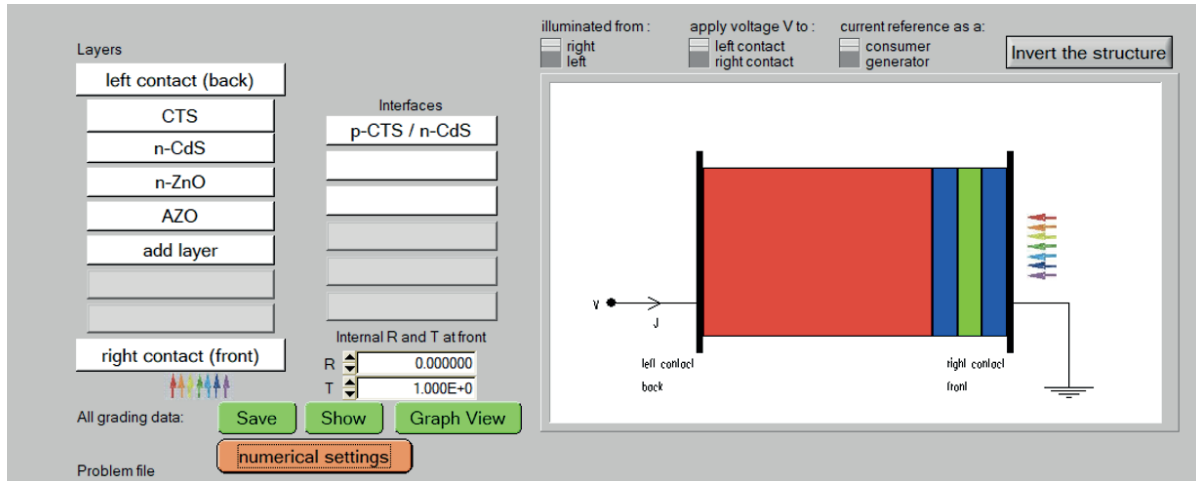 Layers
left contact (back)
CTS
n-CdS
n-ZnO
AZO
add layer
right contact (front)
Interfaces
p-CTS / n-CdS
Internal R and T at front
R 0.000000
T 1.000E+0
All grading data: Save Show Graph View
numerical settings
Problem file
illuminated from :
right
left
apply voltage V to :
left contact
right contact
current reference as a:
consumer
generator
Invert the structure
V
J
left contact
back
right contact
front